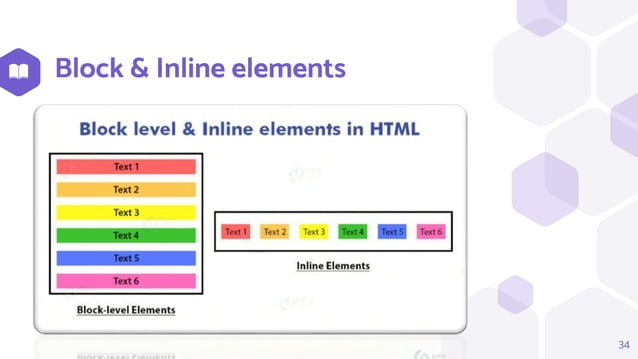 Block & Inline elements
Block level & Inline elements in HTML
Text 1
Text 2
Text 3
Text 4
Text 5
Text 6
Block-level Elements
Text 1 Text 2 Text 3 Text 4 Text 5 Text 6
Inline Elements
34